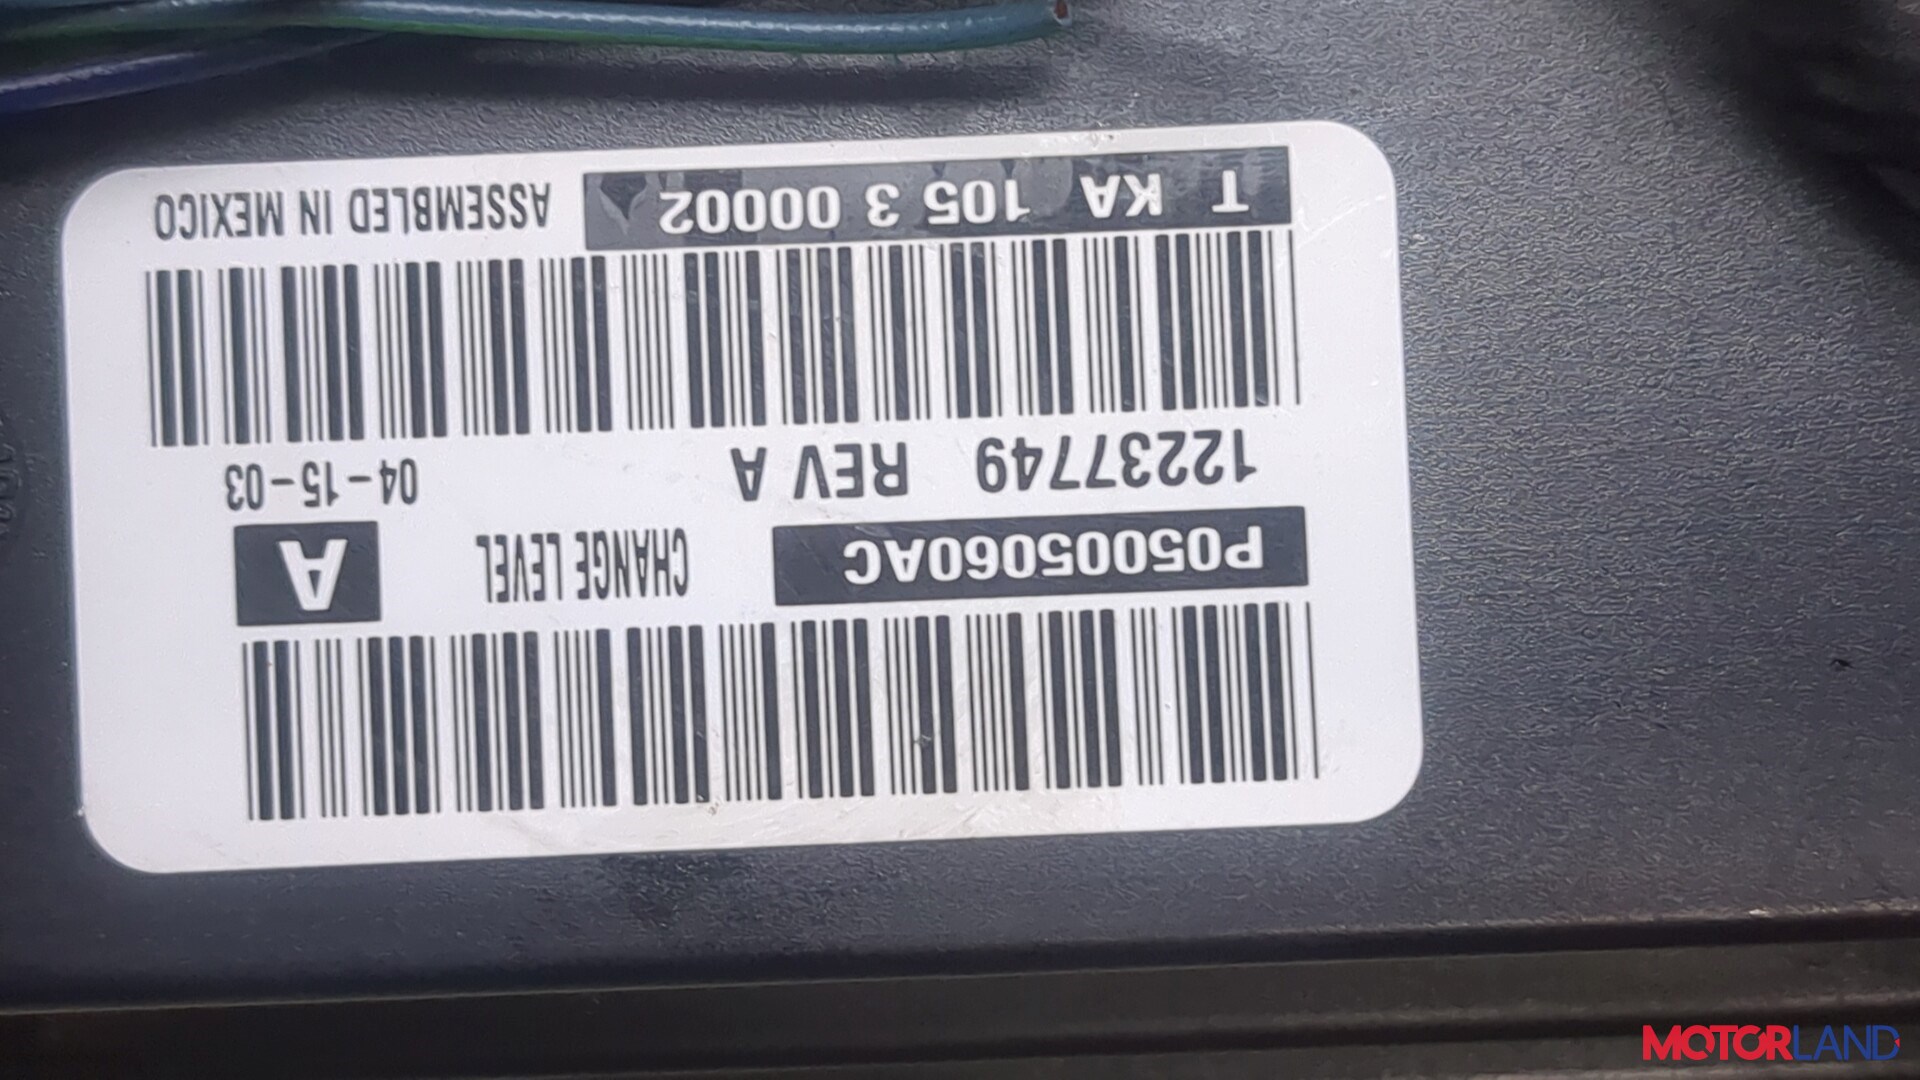 P05005060AC CHANGE LEVEL A
12237749 REV A 04-15-03
T KA 105 3 00002 ASSEMBLED IN MEXICO
MOTORLAND